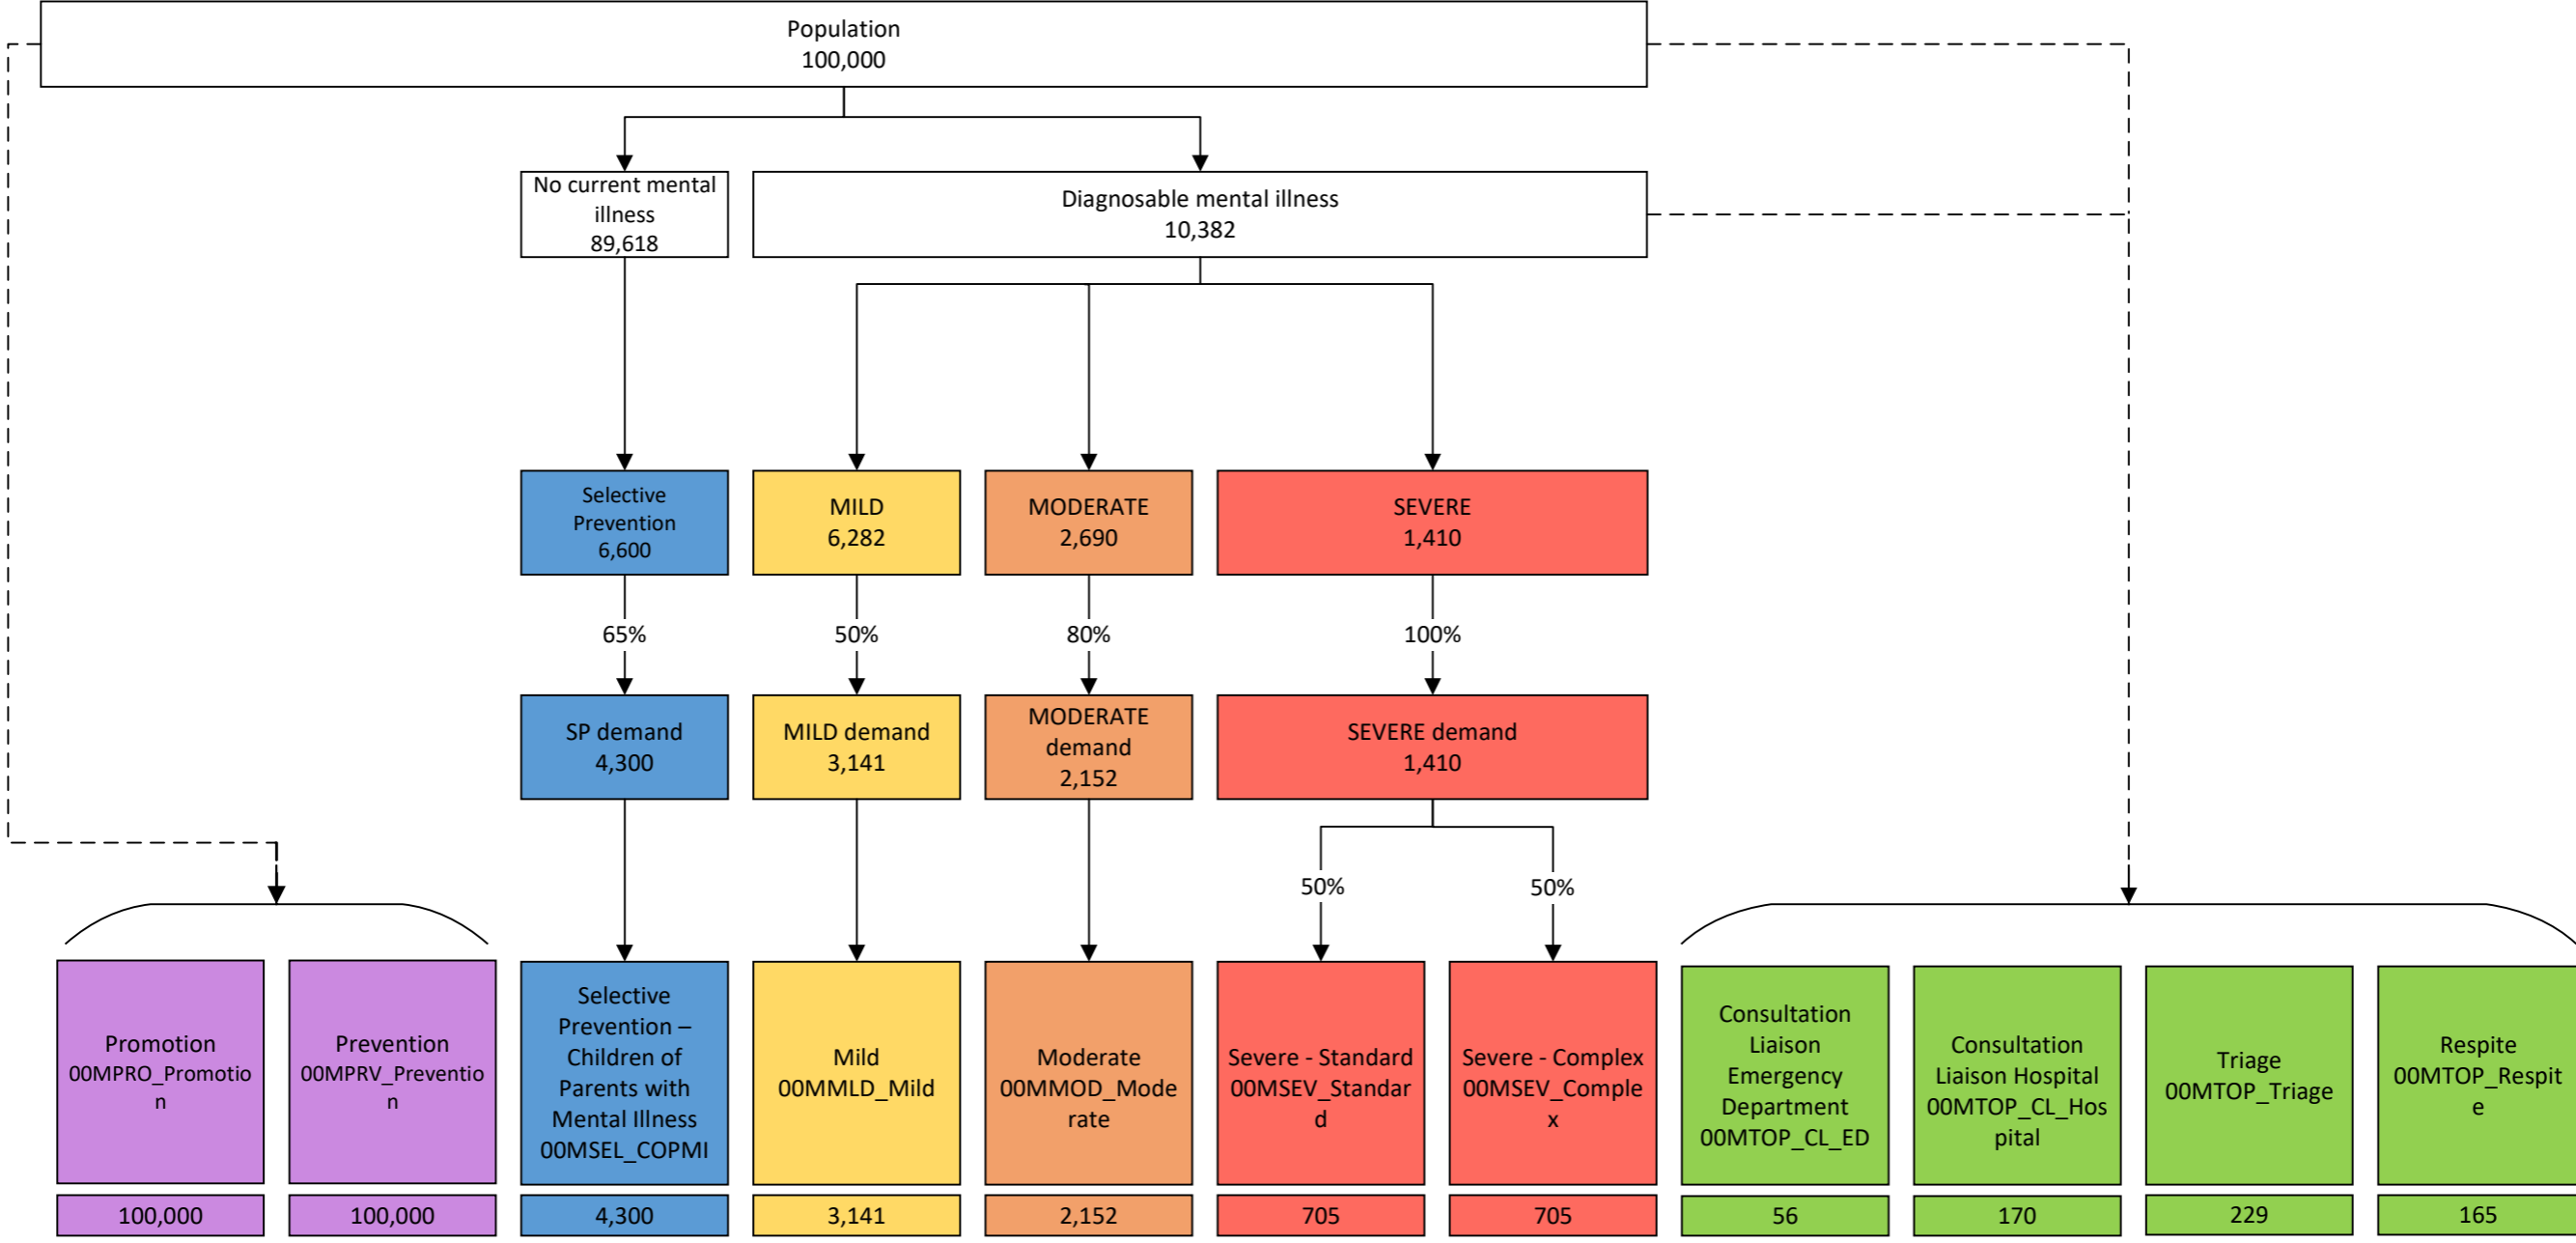 Population
100,000
No current mental
illness
89,618
Diagnosable mental illness
10,382
Selective
Prevention
6,600
MILD
6,282
MODERATE
2,690
SEVERE
1,410
65%
50%
80%
100%
SP demand
4,300
MILD demand
3,141
MODERATE
demand
2,152
SEVERE demand
1,410
50%
50%
Promotion
00MPRO_Promotio
n
Prevention
00MPRV_Preventio
n
Selective
Prevention –
Children of
Parents with
Mental Illness
00MSEL_COPMI
Mild
00MMLD_Mild
Moderate
00MMOD_Mode
rate
Severe - Standard
00MSEV_Standar
d
Severe - Complex
00MSEV_Comple
x
Consultation
Liaison
Emergency
Department
00MTOP_CL_ED
Consultation
Liaison Hospital
00MTOP_CL_Hos
pital
Triage
00MTOP_Triage
Respite
00MTOP_Respit
e
100,000
100,000
4,300
3,141
2,152
705
705
56
170
229
165